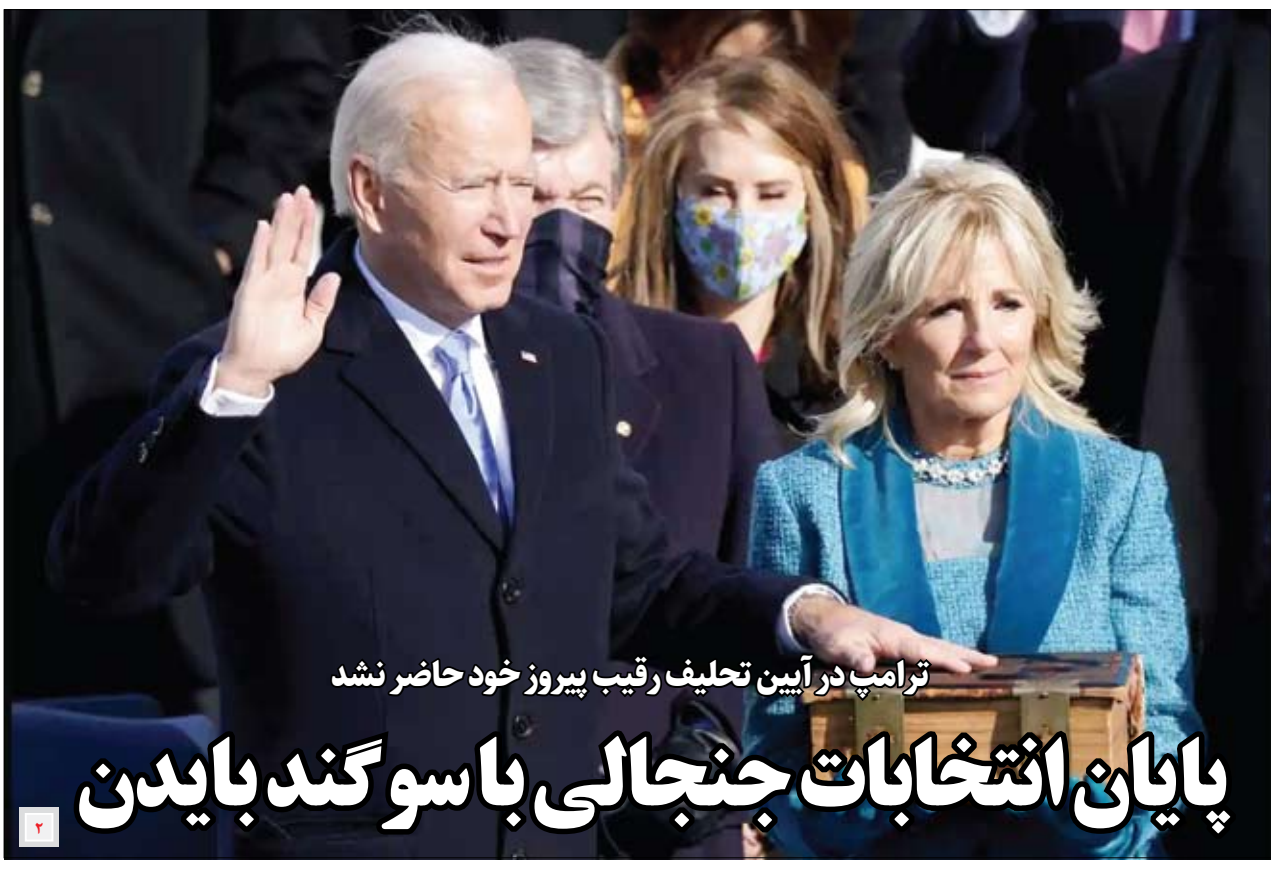 ترامپ در آیین تحلیف رقیب پیروز خود حاضر نشد
پایان انتخابات جنجالی با سوگند بایدن
۲